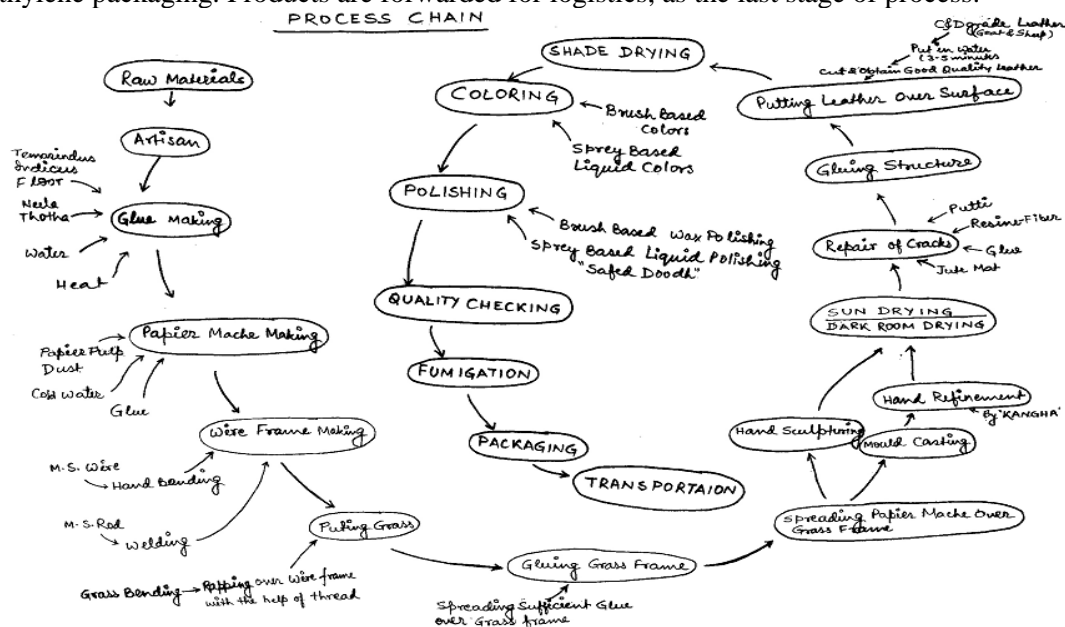 thylene packaging. Products are forwarded for logistics, as the last stage of process.
PROCESS CHAIN
Raw Materials
Artisan
Temarindus
Indicus
Floor
Neela
Thotha
Water
Heat
Glue Making
Papier Mache Making
Papier Pulp
Dust
Cold Water
Glue
Wire Frame Making
M.S. Wire
Hand Bending
M.S. Rod
Welding
Puting Grass
Grass Bending
Rapping over Wire frame
with the help of thread
Gluing Grass Frame
Spreading Sufficient Glue
over Grass frame
Spreading Papier Mache Over
Grass Frame
Hand Sculpturing
Mould Casting
Hand Refinement
By 'KANGHA'
SUN DRYING
DARK ROOM DRYING
Repair of Cracks
Putti
Resine-Fiber
Glue
Jute Mat
Gluing Structure
Putting Leather Over Surface
C&D grade Leather
(Goat & Sheep)
Put in Water
(3-5 minutes
Cut & Obtain Good Quality Leather
SHADE DRYING
COLORING
Brush Based
Colors
Sprey Based
Liquid Colors
POLISHING
Brush Based Wax Polishing
Sprey Based Liquid Polishing
"Safed Doodh"
QUALITY CHECKING
FUMIGATION
PACKAGING
TRANSPORTAION